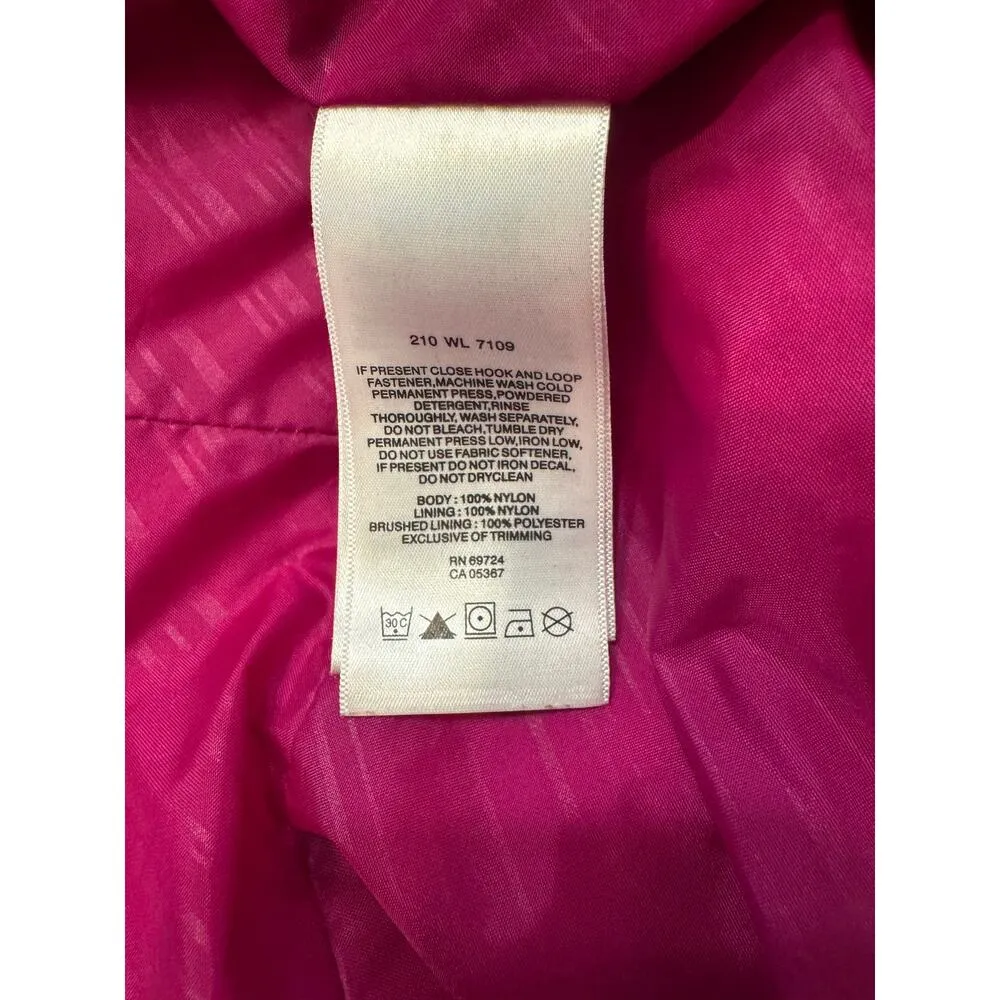 210 WL 7109
IF PRESENT CLOSE HOOK AND LOOP
FASTENER,MACHINE WASH COLD
PERMANENT PRESS,POWDERED
DETERGENT,RINSE
THOROUGHLY, WASH SEPARATELY,
DO NOT BLEACH,TUMBLE DRY
PERMANENT PRESS LOW,IRON LOW,
DO NOT USE FABRIC SOFTENER,
IF PRESENT DO NOT IRON DECAL,
DO NOT DRYCLEAN
BODY : 100% NYLON
LINING : 100% NYLON
BRUSHED LINING : 100% POLYESTER
EXCLUSIVE OF TRIMMING
RN 69724
CA 05367
30 C